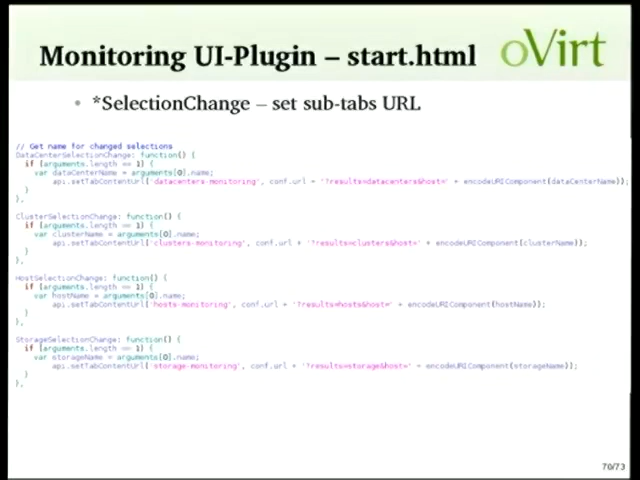 Monitoring UI-Plugin – start.html
oVirt
• *SelectionChange – set sub-tabs URL
// Get name for changed selections
DataCenterSelectionChange: function() {
if (arguments.length == 1) {
var dataCenterName = arguments[0].name;
api.setTabContentUrl('datacenters-monitoring', conf.url + '?results=datacenters&host=' + encodeURIComponent(dataCenterName));
}
},
ClusterSelectionChange: function() {
if (arguments.length == 1) {
var clusterName = arguments[0].name;
api.setTabContentUrl('clusters-monitoring', conf.url + '?results=clusters&host=' + encodeURIComponent(clusterName));
}
},
HostSelectionChange: function() {
if (arguments.length == 1) {
var hostName = arguments[0].name;
api.setTabContentUrl('hosts-monitoring', conf.url + '?results=hosts&host=' + encodeURIComponent(hostName));
}
},
StorageSelectionChange: function() {
if (arguments.length == 1) {
var storageName = arguments[0].name;
api.setTabContentUrl('storage-monitoring', conf.url + '?results=storage&host=' + encodeURIComponent(storageName));
}
},
70/73